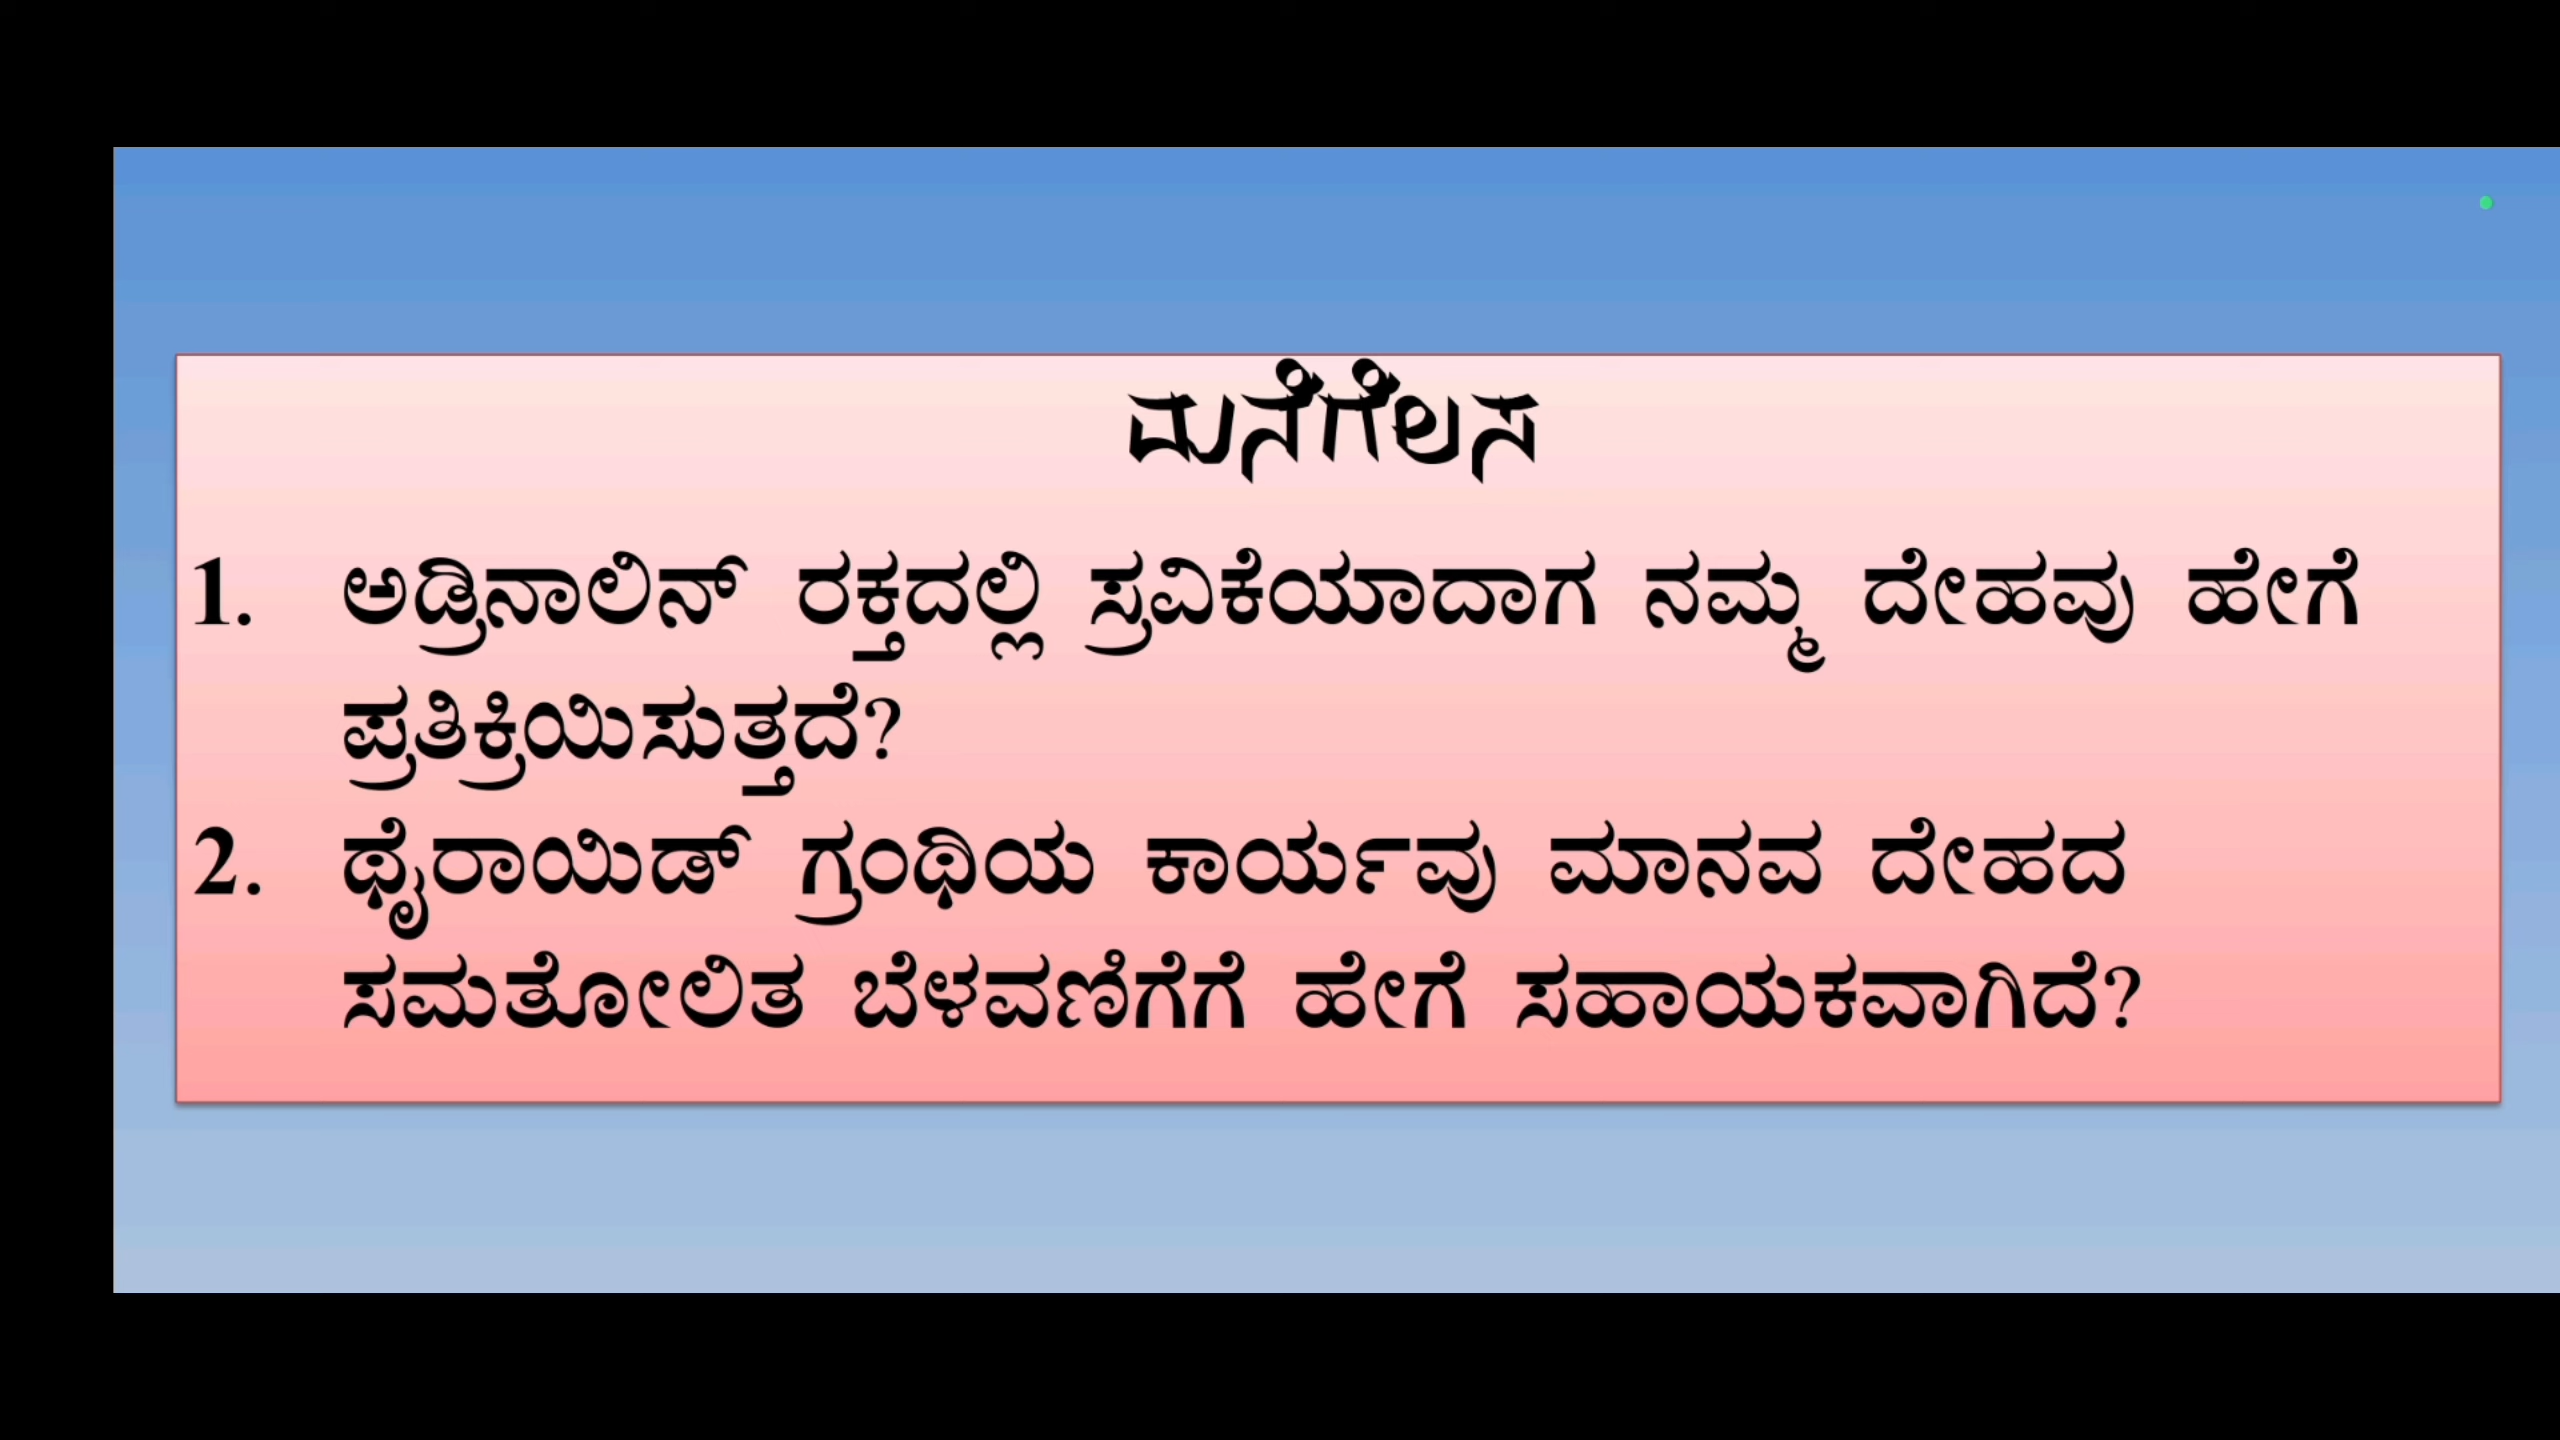 ಮನೆಗೆಲಸ
1. ಅಡ್ರಿನಾಲಿನ್ ರಕ್ತದಲ್ಲಿ ಸ್ರವಿಕೆಯಾದಾಗ ನಮ್ಮ ದೇಹವು ಹೇಗೆ
ಪ್ರತಿಕ್ರಿಯಿಸುತ್ತದೆ?
2. ಥೈರಾಯಿಡ್ ಗ್ರಂಥಿಯ ಕಾರ್ಯವು ಮಾನವ ದೇಹದ
ಸಮತೋಲಿತ ಬೆಳವಣಿಗೆಗೆ ಹೇಗೆ ಸಹಾಯಕವಾಗಿದೆ?